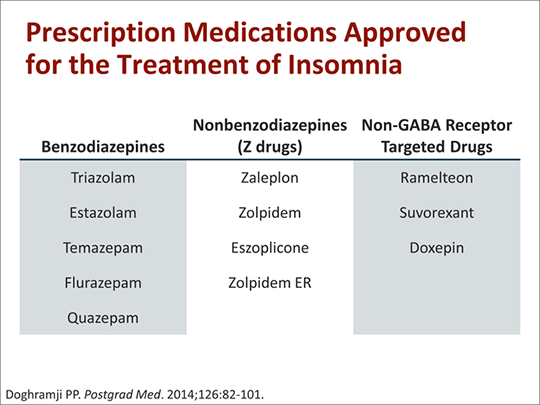 Prescription Medications Approved
for the Treatment of Insomnia
Nonbenzodiazepines Non-GABA Receptor
Benzodiazepines (Z drugs) Targeted Drugs
Triazolam Zaleplon Ramelteon
Estazolam Zolpidem Suvorexant
Temazepam Eszoplicone Doxepin
Flurazepam Zolpidem ER
Quazepam
Doghramji PP. Postgrad Med. 2014;126:82-101.